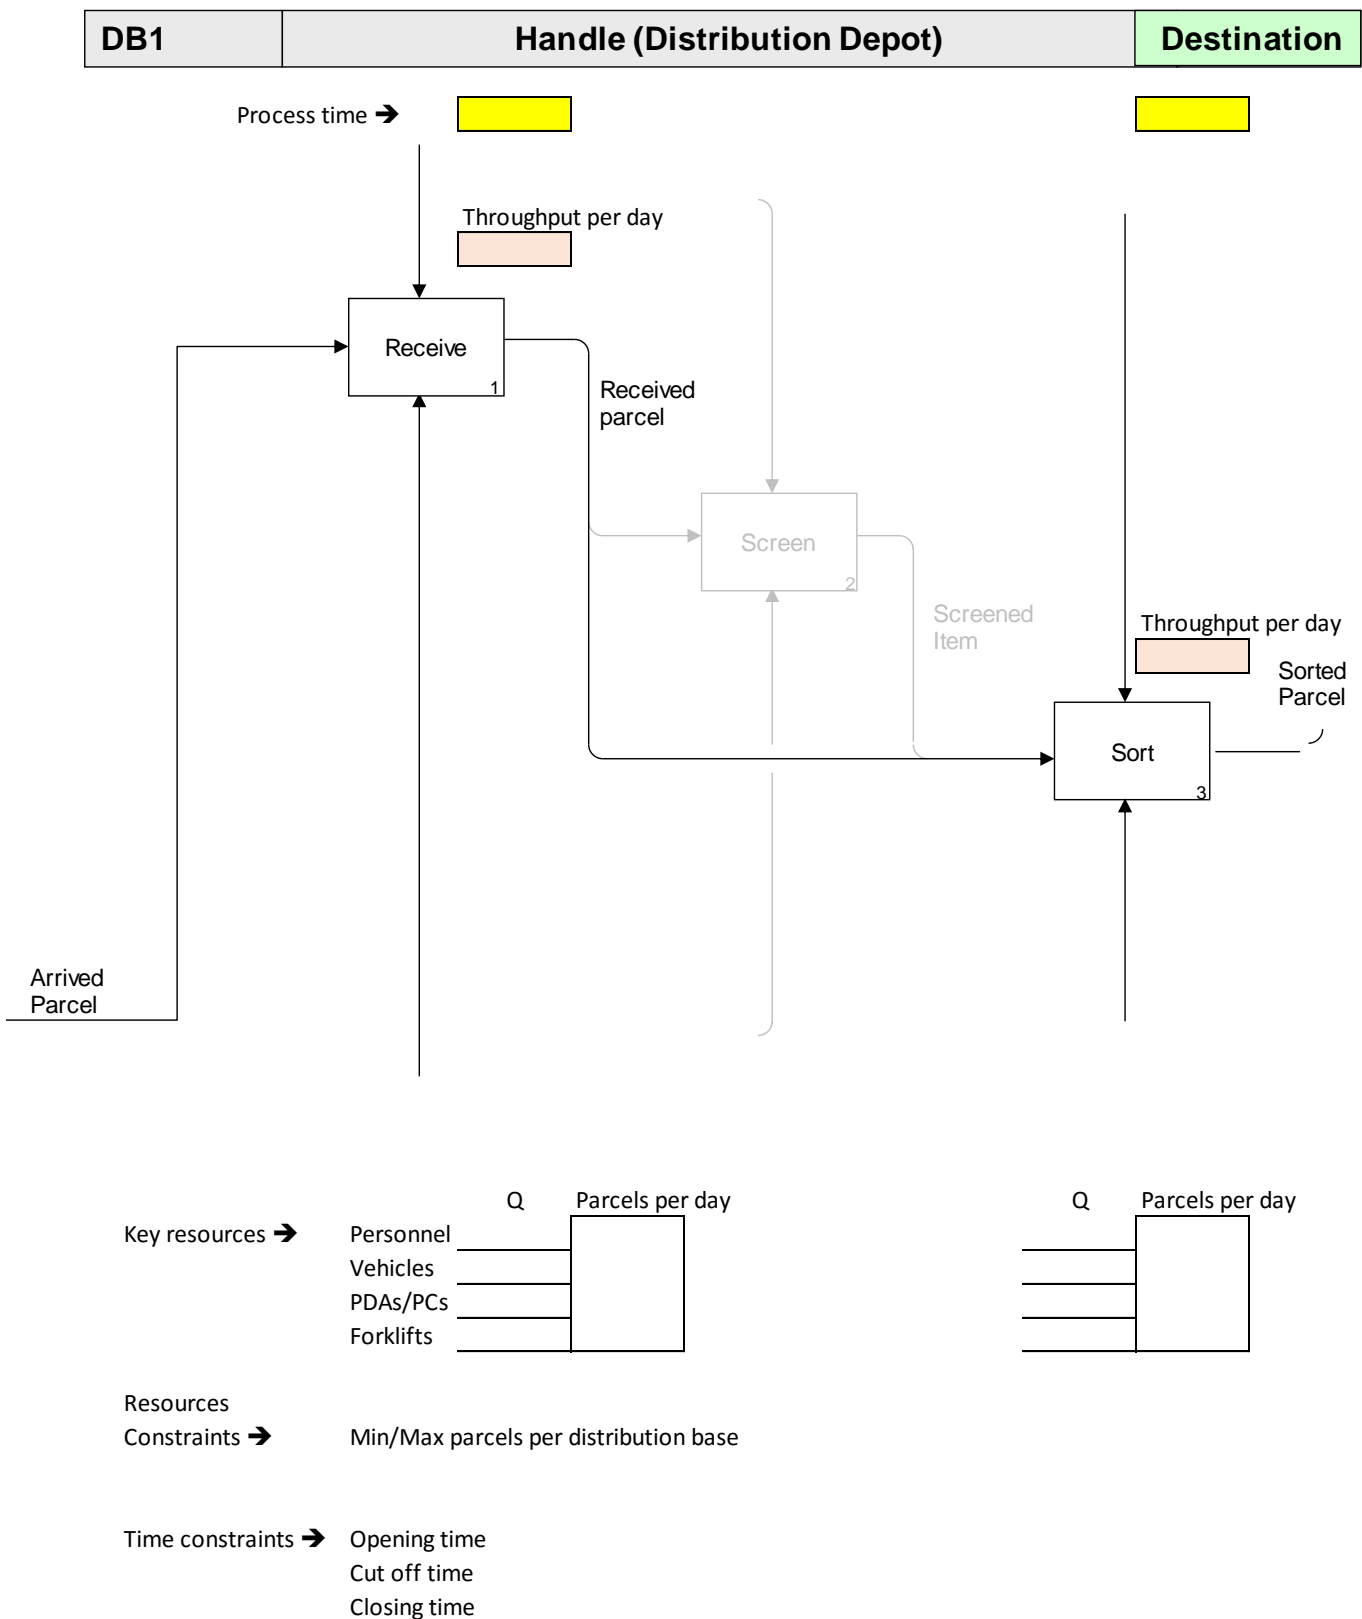 DB1 Handle (Distribution Depot) Destination
Process time ➔
Throughput per day
Receive
1
Received
parcel
Screen
2
Screened
Item
Throughput per day
Sorted
Parcel
Sort
3
Arrived
Parcel
Q Parcels per day Q Parcels per day
Key resources ➔ Personnel
Vehicles
PDAs/PCs
Forklifts
Resources
Constraints ➔ Min/Max parcels per distribution base
Time constraints ➔ Opening time
Cut off time
Closing time